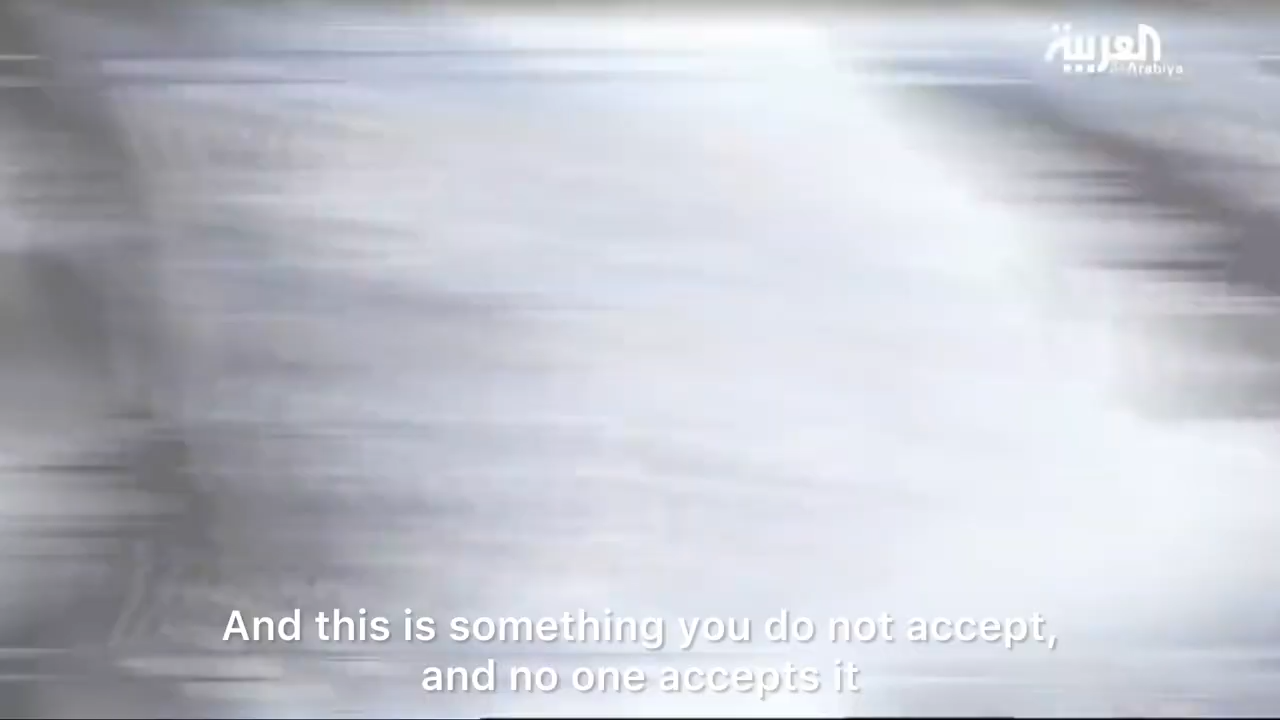 العربية
Al Arabiya
And this is something you do not accept,
and no one accepts it